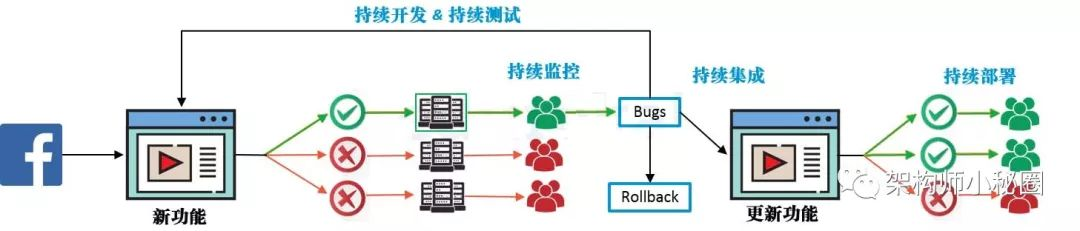 持续开发 & 持续测试
持续监控
持续集成
持续部署
Bugs
Rollback
新功能
更新功能
架构师小秘圈